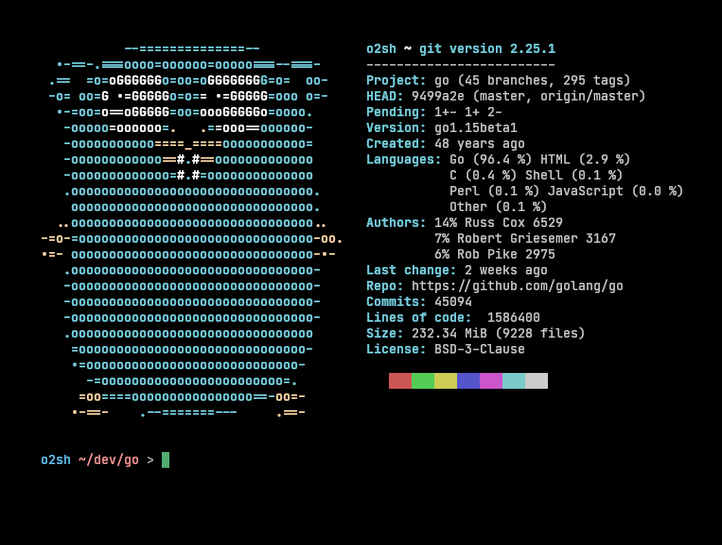 o2sh ~ git version 2.25.1
-------------------------
Project: go (45 branches, 295 tags)
HEAD: 9499a2e (master, origin/master)
Pending: 1+- 1+ 2-
Version: go1.15beta1
Created: 48 years ago
Languages: Go (96.4 %) HTML (2.9 %)
C (0.4 %) Shell (0.1 %)
Perl (0.1 %) JavaScript (0.0 %)
Other (0.1 %)
Authors: 14% Russ Cox 6529
7% Robert Griesemer 3167
6% Rob Pike 2975
Last change: 2 weeks ago
Repo: https://github.com/golang/go
Commits: 45094
Lines of code:  1586400
Size: 232.34 MiB (9228 files)
License: BSD-3-Clause
o2sh ~/dev/go >